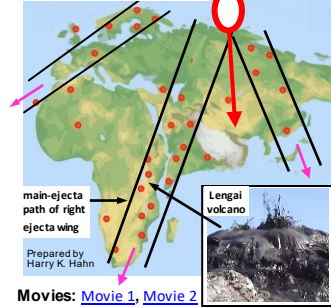 main-ejecta
path of right
ejecta wing
Lengai
volcano
Prepared by
Harry K. Hahn
Movies: Movie 1, Movie 2